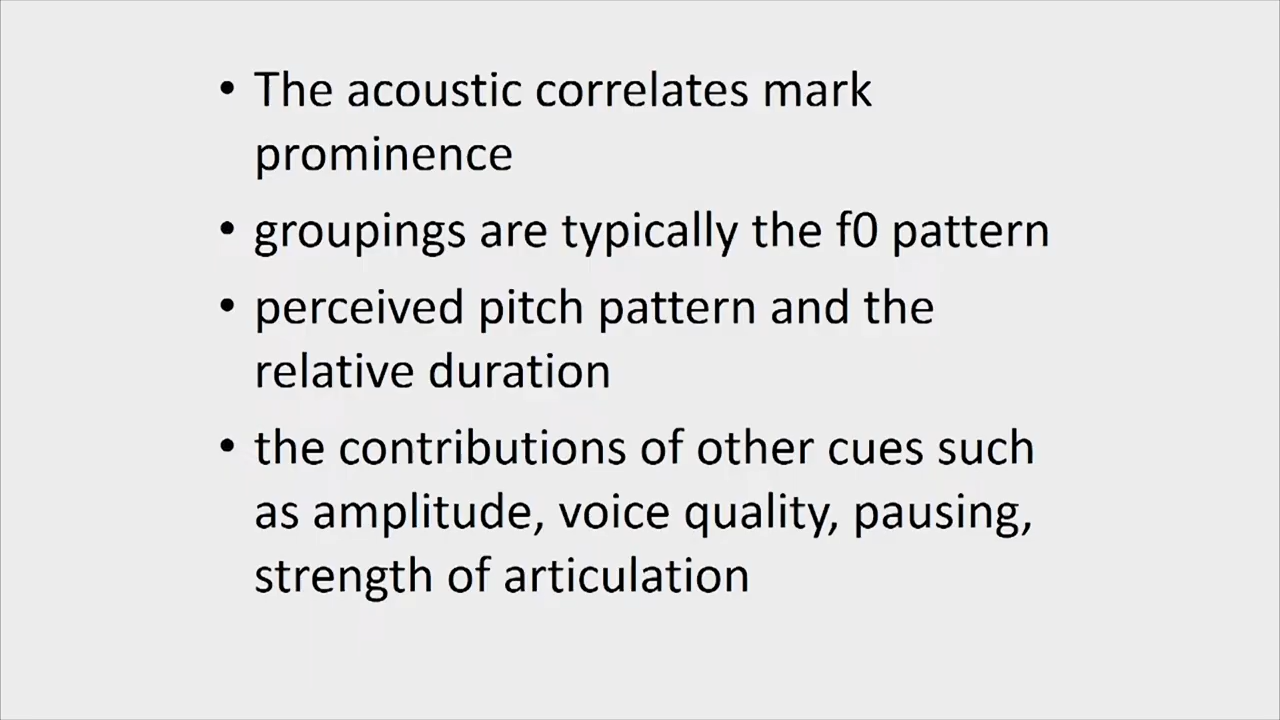 • The acoustic correlates mark
prominence
• groupings are typically the f0 pattern
• perceived pitch pattern and the
relative duration
• the contributions of other cues such
as amplitude, voice quality, pausing,
strength of articulation